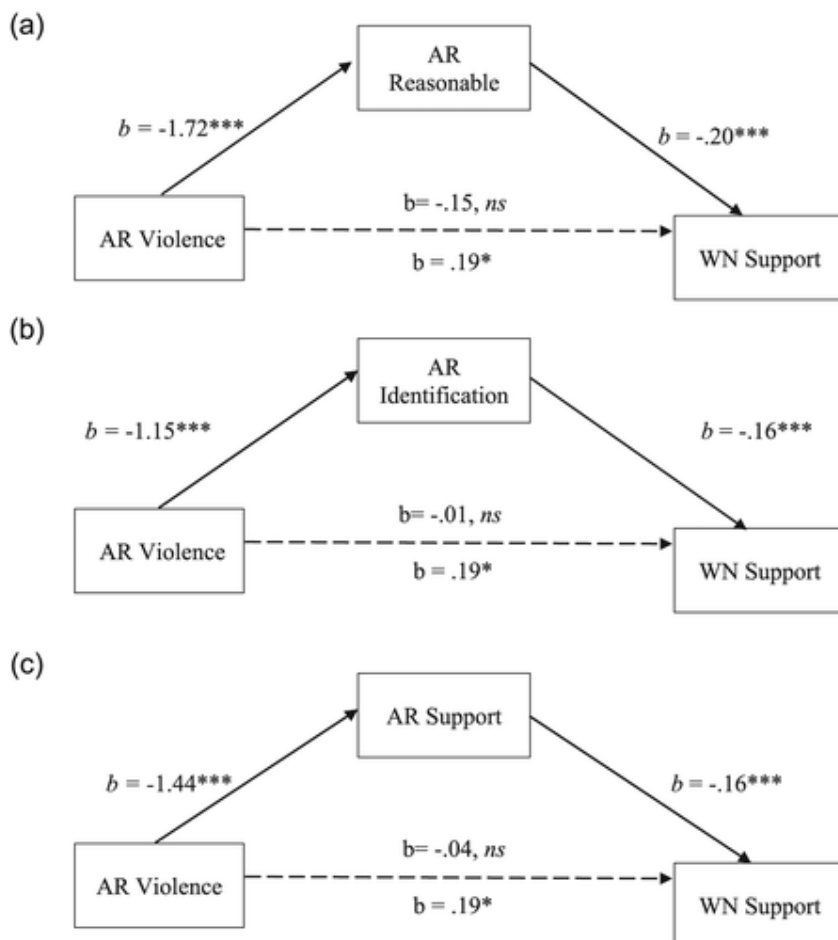 (a)
AR
Reasonable
b = -1.72***
b = -.20***
AR Violence
b= -.15, ns
b = .19*
WN Support
(b)
AR
Identification
b = -1.15***
b = -.16***
AR Violence
b= -.01, ns
b = .19*
WN Support
(c)
AR Support
b = -1.44***
b = -.16***
AR Violence
b= -.04, ns
b = .19*
WN Support